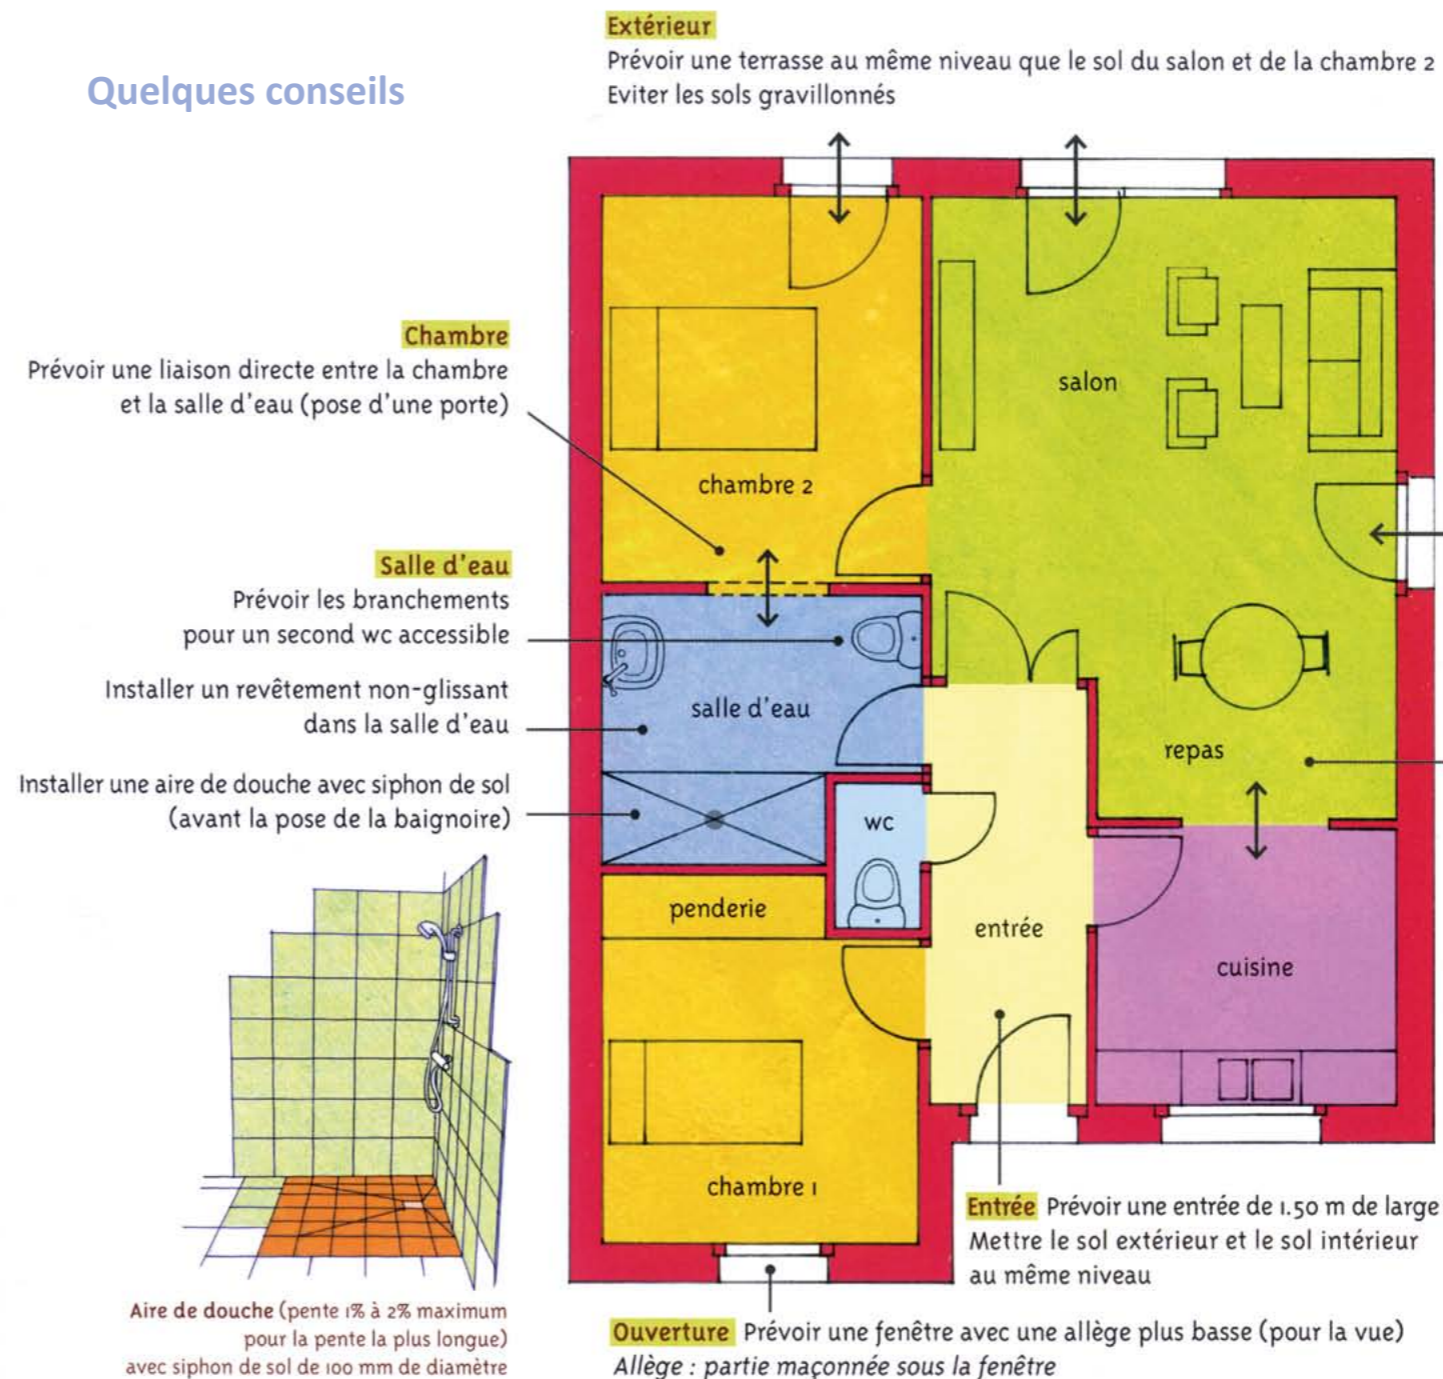 Quelques conseils
Extérieur
Prévoir une terrasse au même niveau que le sol du salon et de la chambre 2
Eviter les sols gravillonnés
Chambre
Prévoir une liaison directe entre la chambre
et la salle d'eau (pose d'une porte)
Salle d'eau
Prévoir les branchements
pour un second wc accessible
Installer un revêtement non-glissant
dans la salle d'eau
Installer une aire de douche avec siphon de sol
(avant la pose de la baignoire)
salon
chambre 2
salle d'eau
repas
wc
penderie
entrée
cuisine
chambre 1
Entrée Prévoir une entrée de 1.50 m de large
Mettre le sol extérieur et le sol intérieur
au même niveau
Aire de douche (pente 1% à 2% maximum
pour la pente la plus longue)
avec siphon de sol de 100 mm de diamètre
Ouverture Prévoir une fenêtre avec une allège plus basse (pour la vue)
Allège : partie maçonnée sous la fenêtre